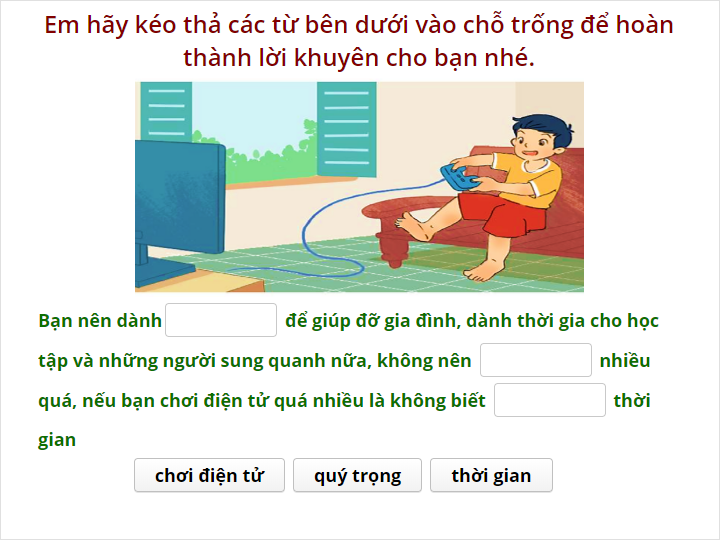 Em hãy kéo thả các từ bên dưới vào chỗ trống để hoàn
thành lời khuyên cho bạn nhé.
Bạn nên dành để giúp đỡ gia đình, dành thời gia cho học
tập và những người sung quanh nữa, không nên nhiều
quá, nếu bạn chơi điện tử quá nhiều là không biết thời
gian
chơi điện tử quý trọng thời gian